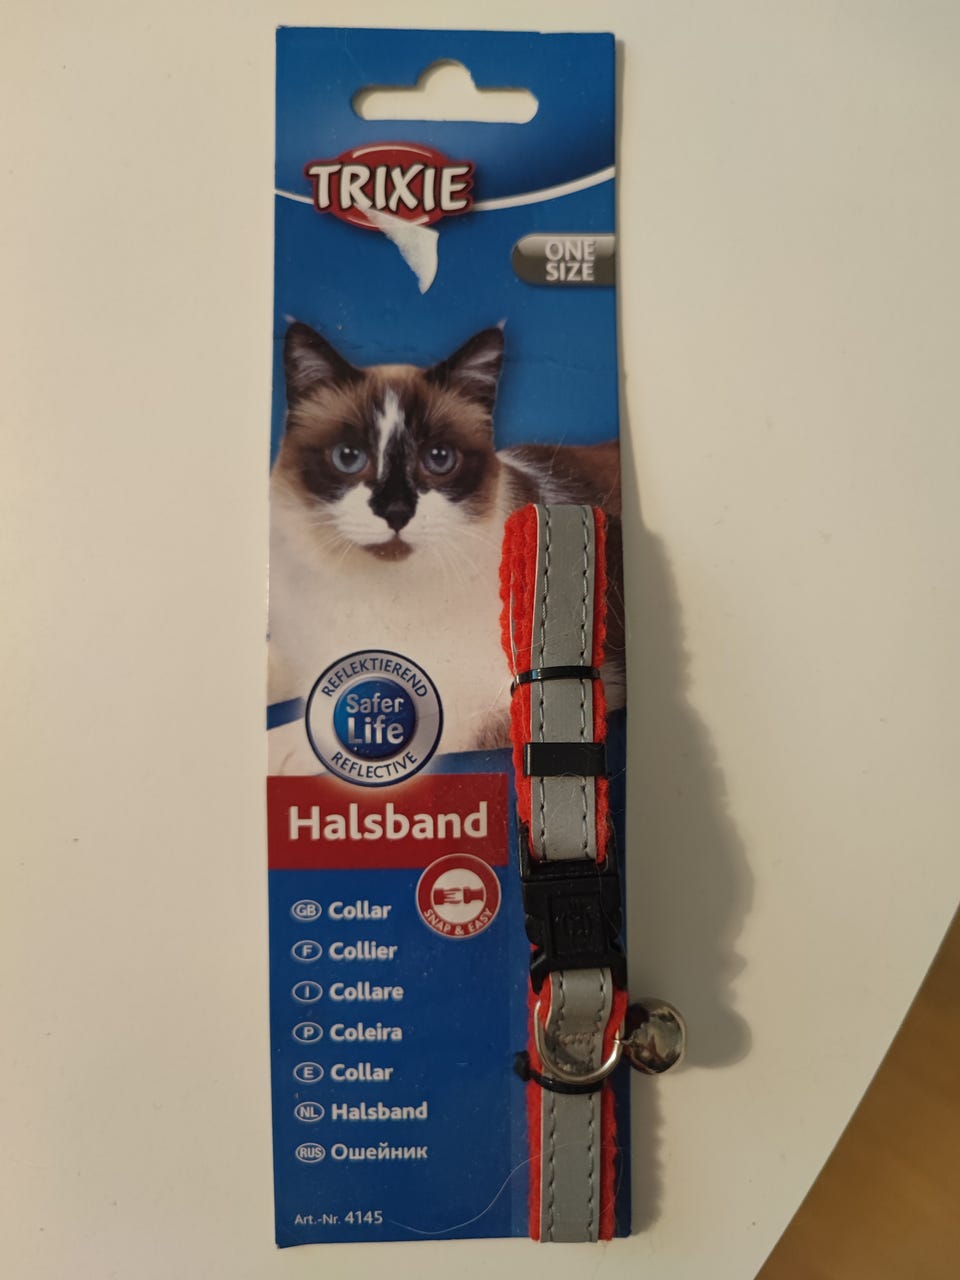 TRIXIE
ONE
SIZE
REFLEKTIEREND
Safer
Life
REFLECTIVE
Halsband
SNAP & EASY
GB Collar
F Collier
I Collare
P Coleira
E Collar
NL Halsband
RUS Ошейник
Art.-Nr. 4145